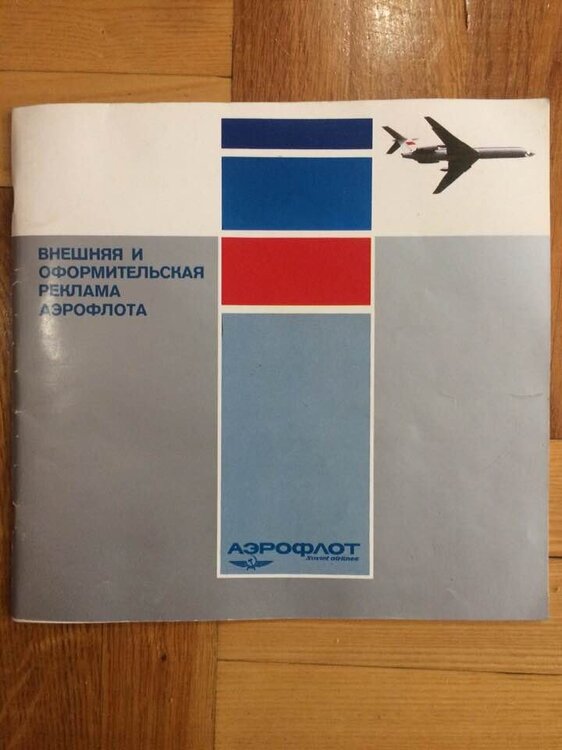 ВНЕШНЯЯ И
ОФОРМИТЕЛЬСКАЯ
РЕКЛАМА
АЭРОФЛОТА
АЭРОФЛОТ
Soviet airlines